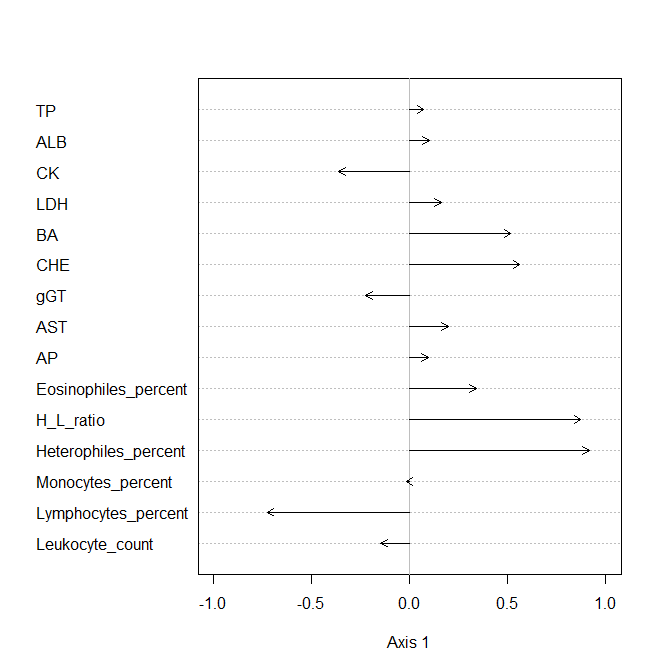 TP
ALB
CK
LDH
BA
CHE
gGT
AST
AP
Eosinophiles_percent
H_L_ratio
Heterophiles_percent
Monocytes_percent
Lymphocytes_percent
Leukocyte_count
-1.0 -0.5 0.0 0.5 1.0
Axis 1